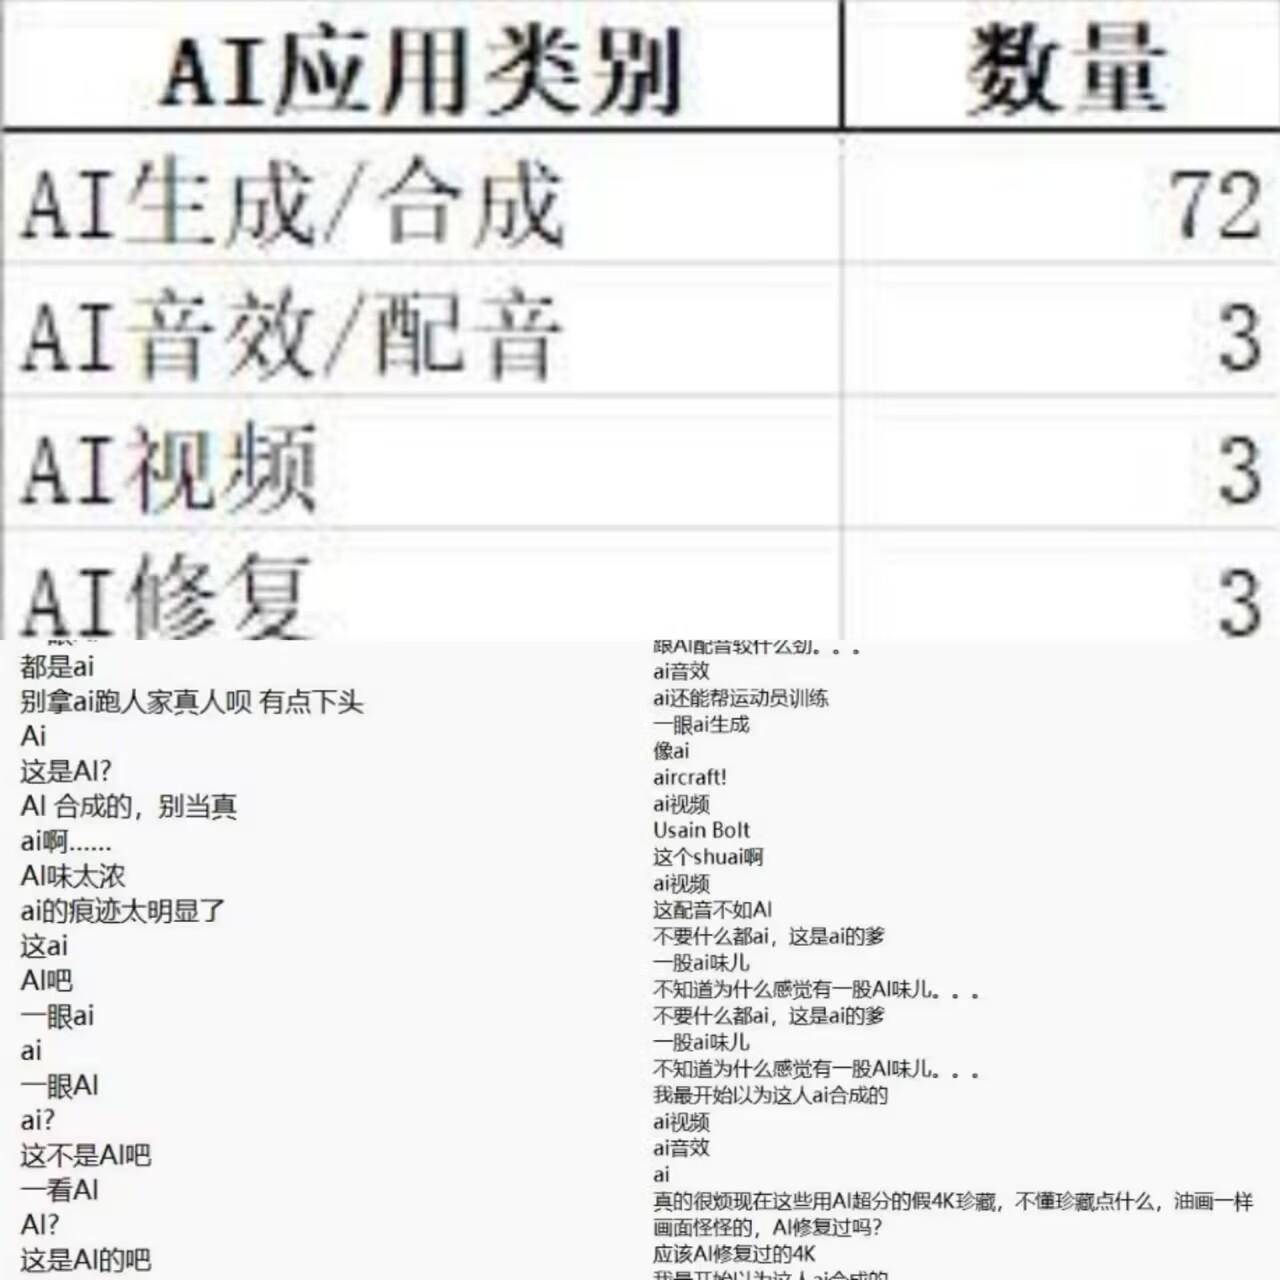 AI应用类别 数量
AI生成/合成 72
AI音效/配音 3
AI视频 3
AI修复 3
都是ai
别拿ai跑人家真人呗 有点下头
Ai
这是AI?
AI 合成的，别当真
ai啊......
AI味太浓
ai的痕迹太明显了
这ai
AI吧
一眼ai
ai
一眼AI
ai?
这不是AI吧
一看AI
AI?
这是AI的吧
跟AI配音较什么劲。。。
ai音效
ai还能帮运动员训练
一眼ai生成
像ai
aircraft!
ai视频
Usain Bolt
这个shuai啊
ai视频
这配音不如AI
不要什么都ai，这是ai的爹
一股ai味儿
不知道为什么感觉有一股AI味儿。。。
不要什么都ai，这是ai的爹
一股ai味儿
不知道为什么感觉有一股AI味儿。。。
我最开始以为这人ai合成的
ai视频
ai音效
ai
真的很烦现在这些用AI超分的假4K珍藏，不懂珍藏点什么，油画一样
画面怪怪的，AI修复过吗?
应该AI修复过的4K
我最开始以为这人ai合成的